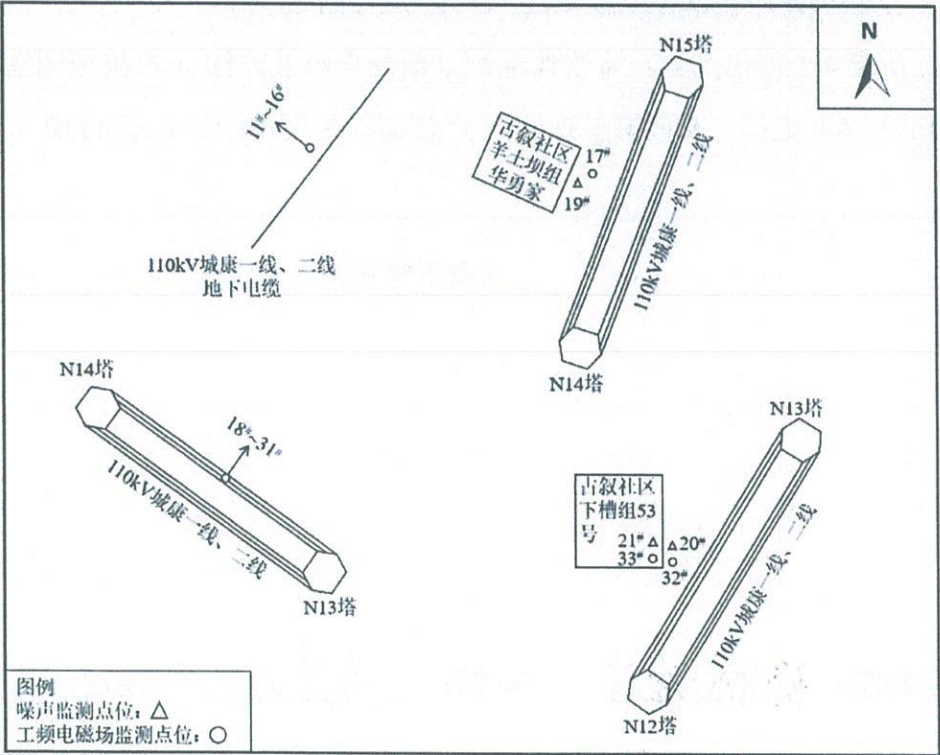 N
N15塔
11#~16#
古叙社区
羊土坝组
华勇家
17#
19#
110kV城康一线、二线
110kV城康一线、二线
地下电缆
N14塔
N14塔
18#~31#
110kV城康一线、二线
N13塔
N13塔
古叙社区
下槽组53
号
21#
20#
33#
32#
110kV城康一线、二线
N12塔
图例
噪声监测点位:
工频电磁场监测点位: